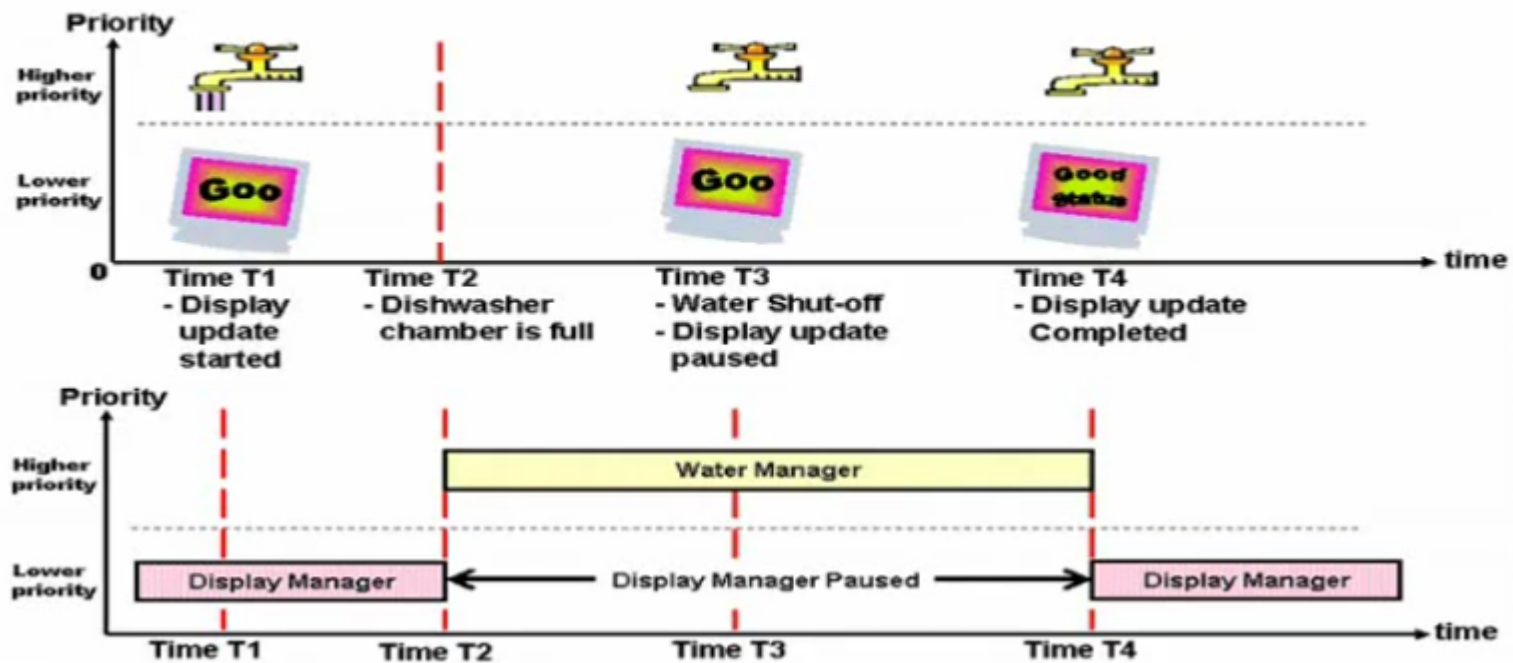 Priority
Higher
priority
Lower
priority
Goo
Goo
Good
Status
0
time
Time T1
- Display
update
started
Time T2
- Dishwasher
chamber is full
Time T3
- Water Shut-off
- Display update
paused
Time T4
- Display update
Completed
Priority
Higher
priority
Water Manager
Lower
priority
Display Manager
Display Manager Paused
Display Manager
time
Time T1
Time T2
Time T3
Time T4